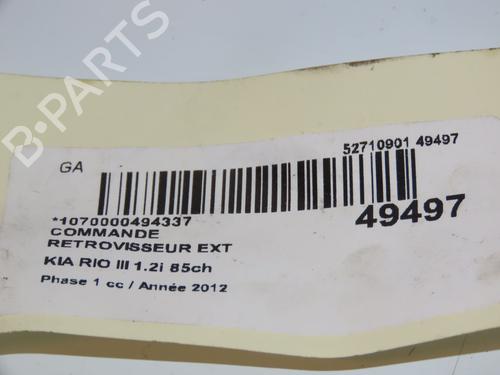 B-PARTS
GA
52710901 49497
*1070000494337
49497
COMMANDE
RETROVISSEUR EXT
KIA RIO III 1.2i 85ch
Phase 1 cc / Année 2012